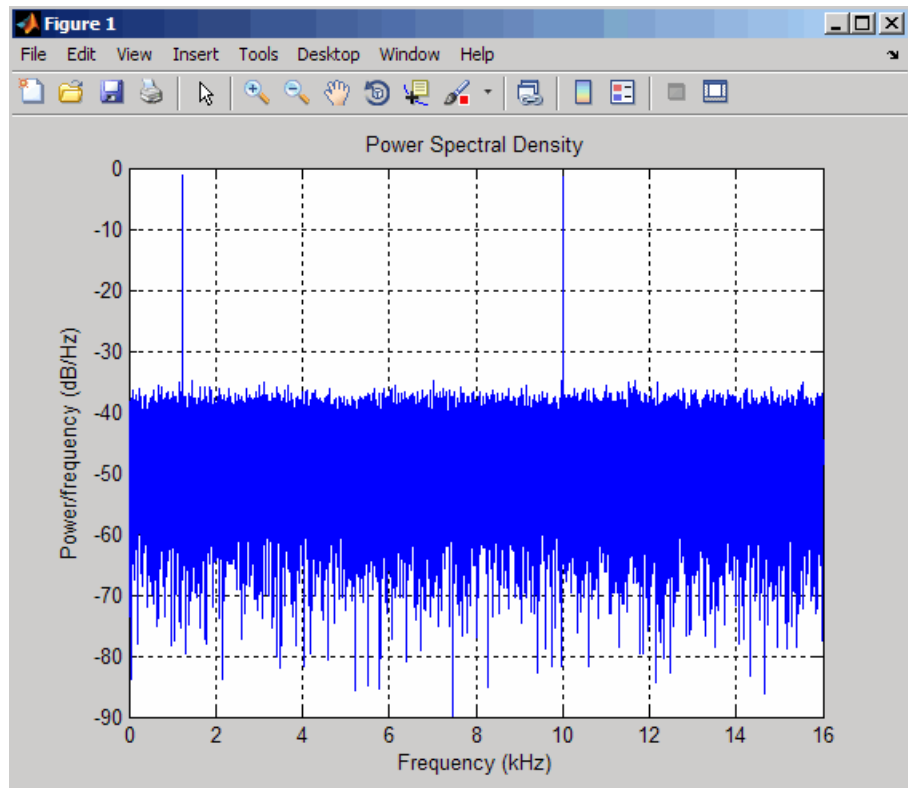 Figure 1
File Edit View Insert Tools Desktop Window Help
Power Spectral Density
0
-10
-20
-30
-40
-50
-60
-70
-80
-90
Power/frequency (dB/Hz)
0 2 4 6 8 10 12 14 16
Frequency (kHz)